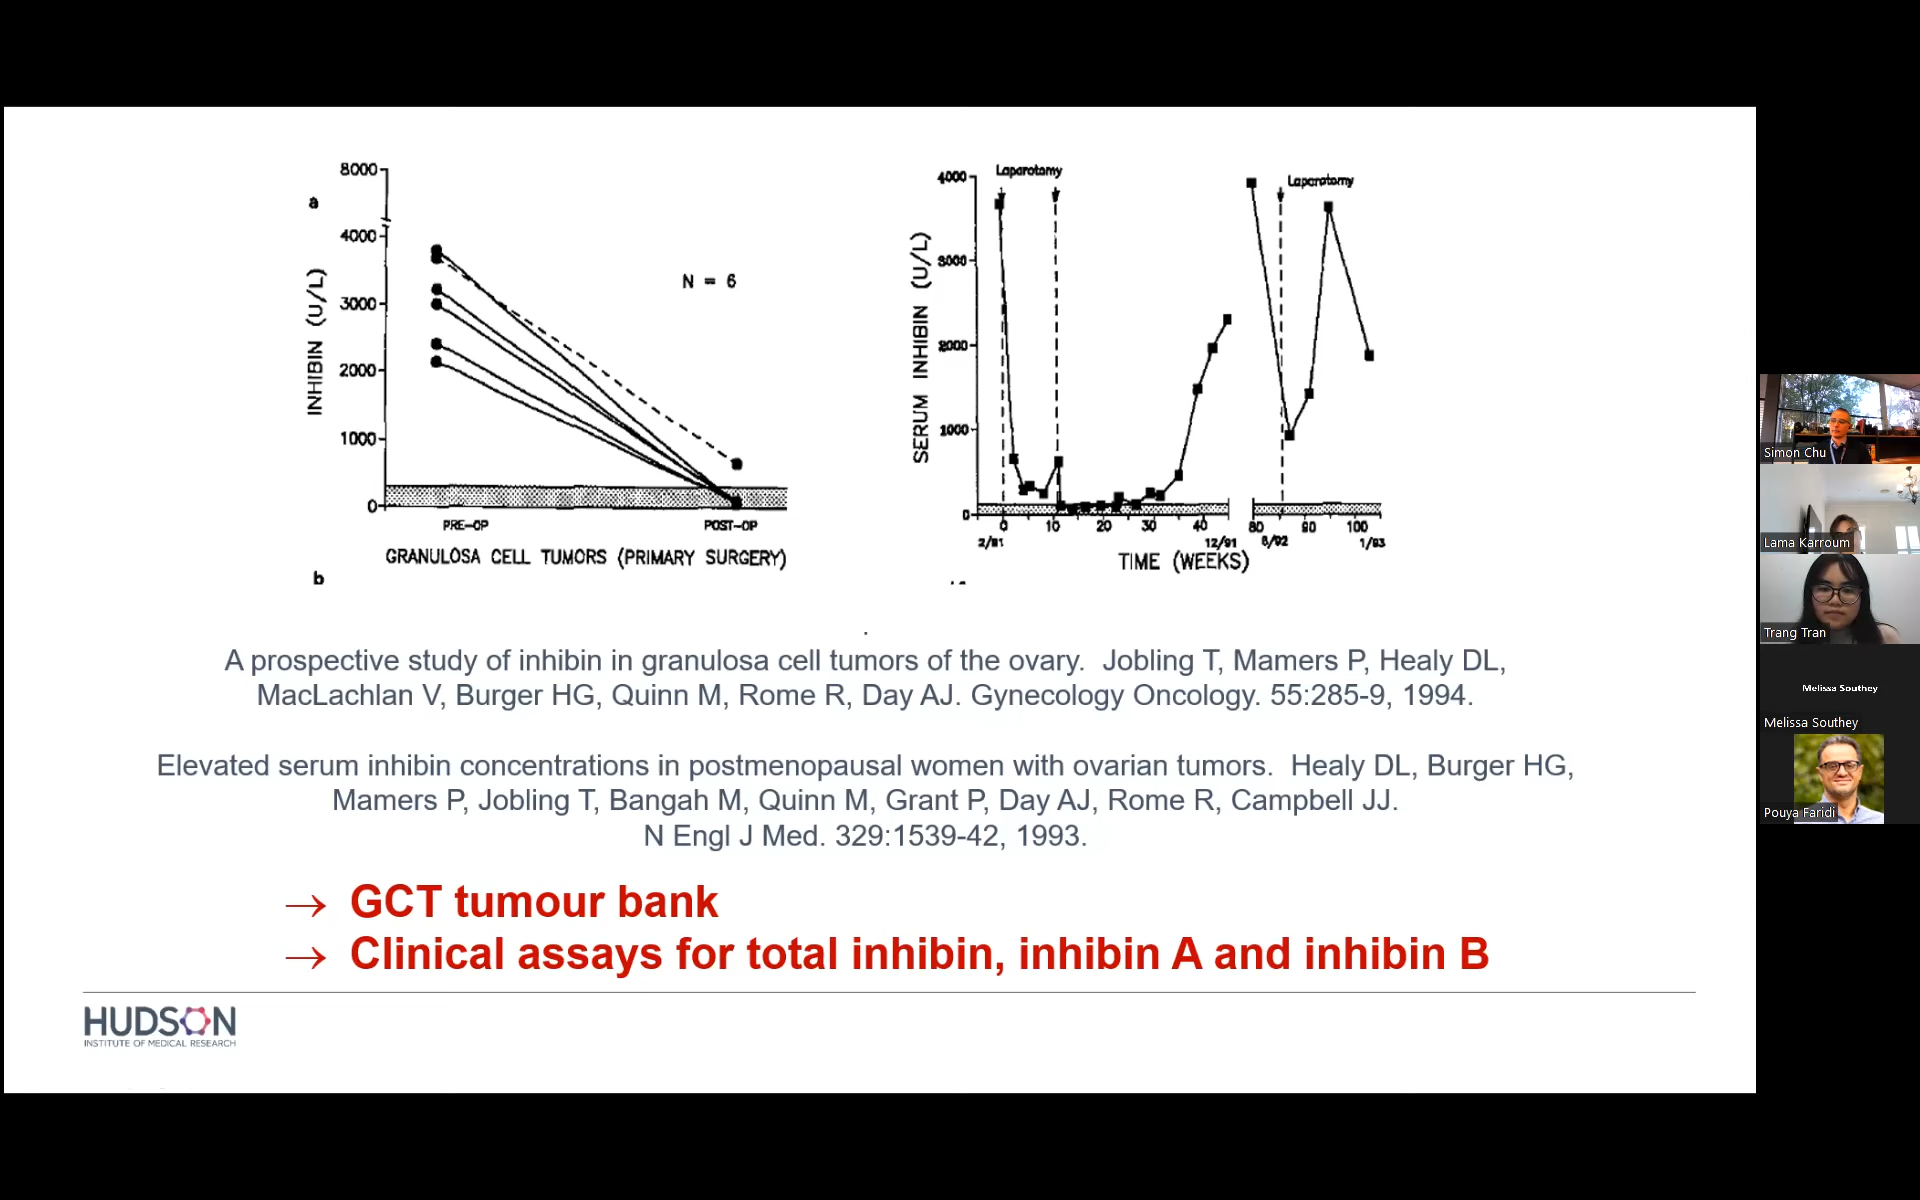 8000
a
4000
3000
2000
1000
0
INHIBIN (U/L)
N = 6
PRE-OP
POST-OP
GRANULOSA CELL TUMORS (PRIMARY SURGERY)
b
Laparotomy
Laparotomy
4000
3000
2000
1000
0
SERUM INHIBIN (U/L)
0 10 20 30 40 80 90 100
2/91 12/91 6/92 1/93
TIME (WEEKS)
A prospective study of inhibin in granulosa cell tumors of the ovary. Jobling T, Mamers P, Healy DL,
MacLachlan V, Burger HG, Quinn M, Rome R, Day AJ. Gynecology Oncology. 55:285-9, 1994.
Elevated serum inhibin concentrations in postmenopausal women with ovarian tumors. Healy DL, Burger HG,
Mamers P, Jobling T, Bangah M, Quinn M, Grant P, Day AJ, Rome R, Campbell JJ.
N Engl J Med. 329:1539-42, 1993.
→ GCT tumour bank
→ Clinical assays for total inhibin, inhibin A and inhibin B
HUDSON
INSTITUTE OF MEDICAL RESEARCH
Simon Chu
Lama Karroum
Trang Tran
Melissa Southey
Melissa Southey
Pouya Faridi